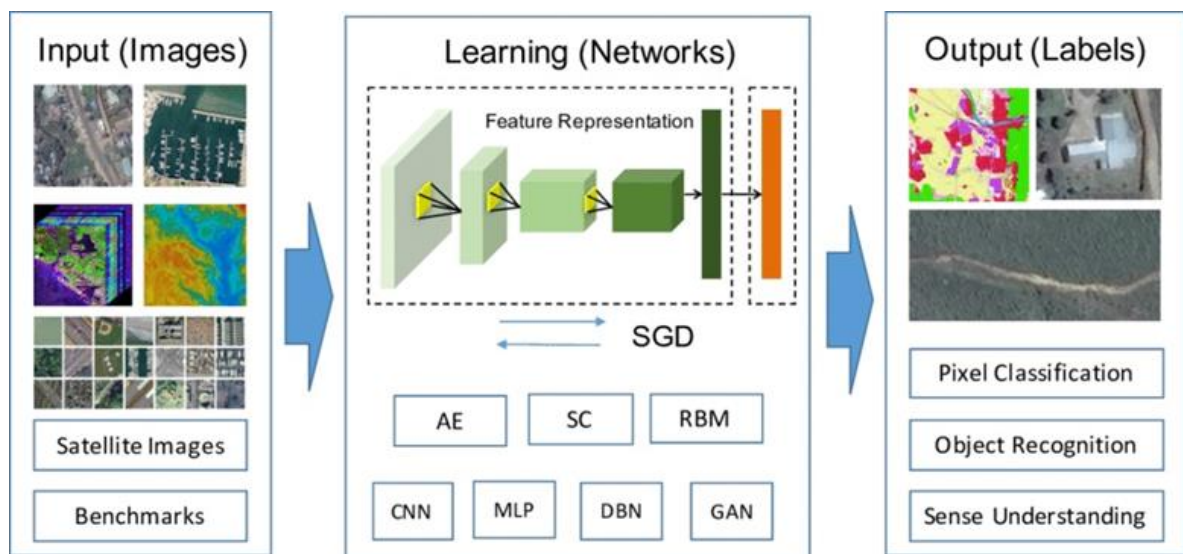 Input (Images)
Satellite Images
Benchmarks
Learning (Networks)
Feature Representation
SGD
AE
SC
RBM
CNN
MLP
DBN
GAN
Output (Labels)
Pixel Classification
Object Recognition
Sense Understanding